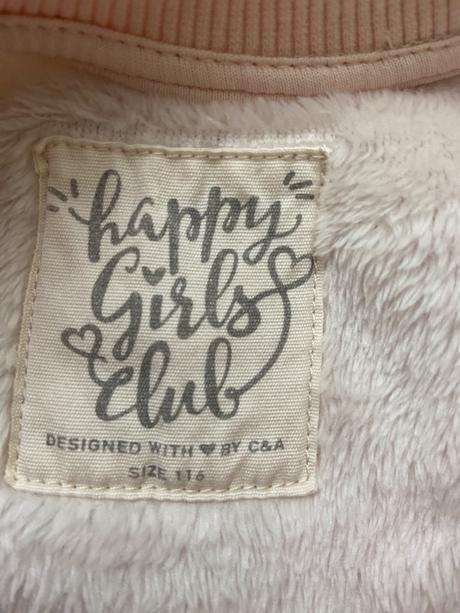 happy
Girls
Club
DESIGNED WITH ♥ BY C&A
SIZE 116